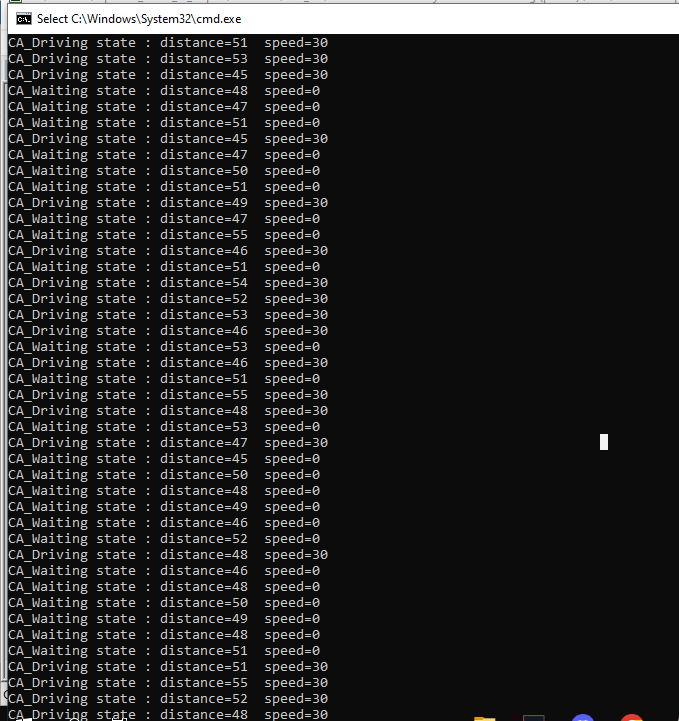 Select C:\Windows\System32\cmd.exe
CA_Driving state : distance=51  speed=30
CA_Driving state : distance=53  speed=30
CA_Driving state : distance=45  speed=30
CA_Waiting state : distance=48  speed=0
CA_Waiting state : distance=47  speed=0
CA_Waiting state : distance=51  speed=0
CA_Driving state : distance=45  speed=30
CA_Waiting state : distance=47  speed=0
CA_Waiting state : distance=50  speed=0
CA_Waiting state : distance=51  speed=0
CA_Driving state : distance=49  speed=30
CA_Waiting state : distance=47  speed=0
CA_Waiting state : distance=55  speed=0
CA_Driving state : distance=46  speed=30
CA_Waiting state : distance=51  speed=0
CA_Driving state : distance=54  speed=30
CA_Driving state : distance=52  speed=30
CA_Driving state : distance=53  speed=30
CA_Driving state : distance=46  speed=30
CA_Waiting state : distance=53  speed=0
CA_Driving state : distance=46  speed=30
CA_Waiting state : distance=51  speed=0
CA_Driving state : distance=55  speed=30
CA_Driving state : distance=48  speed=30
CA_Waiting state : distance=53  speed=0
CA_Driving state : distance=47  speed=30
CA_Waiting state : distance=45  speed=0
CA_Waiting state : distance=50  speed=0
CA_Waiting state : distance=48  speed=0
CA_Waiting state : distance=49  speed=0
CA_Waiting state : distance=46  speed=0
CA_Waiting state : distance=52  speed=0
CA_Driving state : distance=48  speed=30
CA_Waiting state : distance=46  speed=0
CA_Waiting state : distance=48  speed=0
CA_Waiting state : distance=50  speed=0
CA_Waiting state : distance=49  speed=0
CA_Waiting state : distance=48  speed=0
CA_Waiting state : distance=51  speed=0
CA_Driving state : distance=51  speed=30
CA_Driving state : distance=55  speed=30
CA_Driving state : distance=52  speed=30
CA_Driving state : distance=48  speed=30